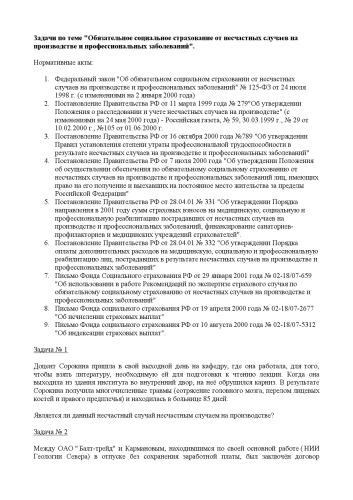 Задачи по теме "Обязательное социальное страхование от несчастных случаев на
производстве и профессиональных заболеваний".
Нормативные акты:
1. Федеральный закон "Об обязательном социальном страховании от несчастных
случаев на производстве и профессиональных заболеваний" № 125-ФЗ от 24 июля
1998 г. (с изменениями на 2 января 2000 года)
2. Постановление Правительства РФ от 11 марта 1999 года № 279"Об утверждении
Положения о расследовании и учете несчастных случаев на производстве" (с
изменениями на 24 мая 2000 года) - Российская газета, № 59, 30.03.1999 г., № 29 от
10.02.2000 г., №105 от 01.06.2000 г.
3. Постановление Правительства РФ от 16 октября 2000 года №789 "Об утверждении
Правил установления степени утраты профессиональной трудоспособности в
результате несчастных случаев на производстве и профессиональных заболеваний"
4. Постановление Правительства РФ от 7 июля 2000 года "Об утверждении Положения
об осуществлении обеспечения по обязательному социальному страхованию от
несчастных случаев на производстве и профессиональных заболеваний лиц, имеющих
право на его получение и выехавших на постоянное место жительства за пределы
Российской Федерации"
5. Постановление Правительства РФ от 28.04.01 № 331 "Об утверждении Порядка
направления в 2001 году сумм страховых взносов на медицинскую, социальную и
профессиональную реабилитацию пострадавших от несчастных случаев на
производстве и профессиональных заболеваний, финансирование санаторнев-
профилакториев и медицинских учреждений страхователей".
6. Постановление Правительства РФ от 28.04.01 № 332 "Об утверждении Порядка
оплаты дополнительных расходов на медицинскую, социальную и профессиональную
реабилитацию лиц, пострадавших в результате несчастных случаев на производстве и
профессиональных заболеваний"
7. Письмо Фонда Социального страхования РФ от 29 января 2001 года № 02-18/07-659
"Об использовании в работе Рекомендаций по экспертизе страхового случая по
обязательному социальному страхованию от несчастных случаев на производстве и
профессиональных заболеваний"
8. Письмо Фонда социального страхования РФ от 19 апреля 2000 года № 02-18/07-2677
"Об исчислении страховых выплат"
9. Письмо Фонда социального страхования РФ от 10 августа 2000 года № 02-18/07-5312
"Об индексации страховых выплат".
Задача № 1
Доцент Сорокина пришла в свой выходной день на кафедру, где она работала, для того,
чтобы взять литературу, необходимую ей для подготовки к чтению лекции. Когда она
выходила из здания института во внутренний двор, на неё обрушился карниз. В результате
Сорокина получила многочисленные травмы (сотрясение головного мозга, перелом лицевых
костей и правого предплечья) и находилась в больнице 85 дней.
Является ли данный несчастный случай несчастным случаем на производстве?
Задача № 2
Между ОАО "Балт-трейд" и Кармановым, находившимся по своей основной работе (НИИ
Геологии Севера) в отпуске без сохранения заработной платы, был заключён договор